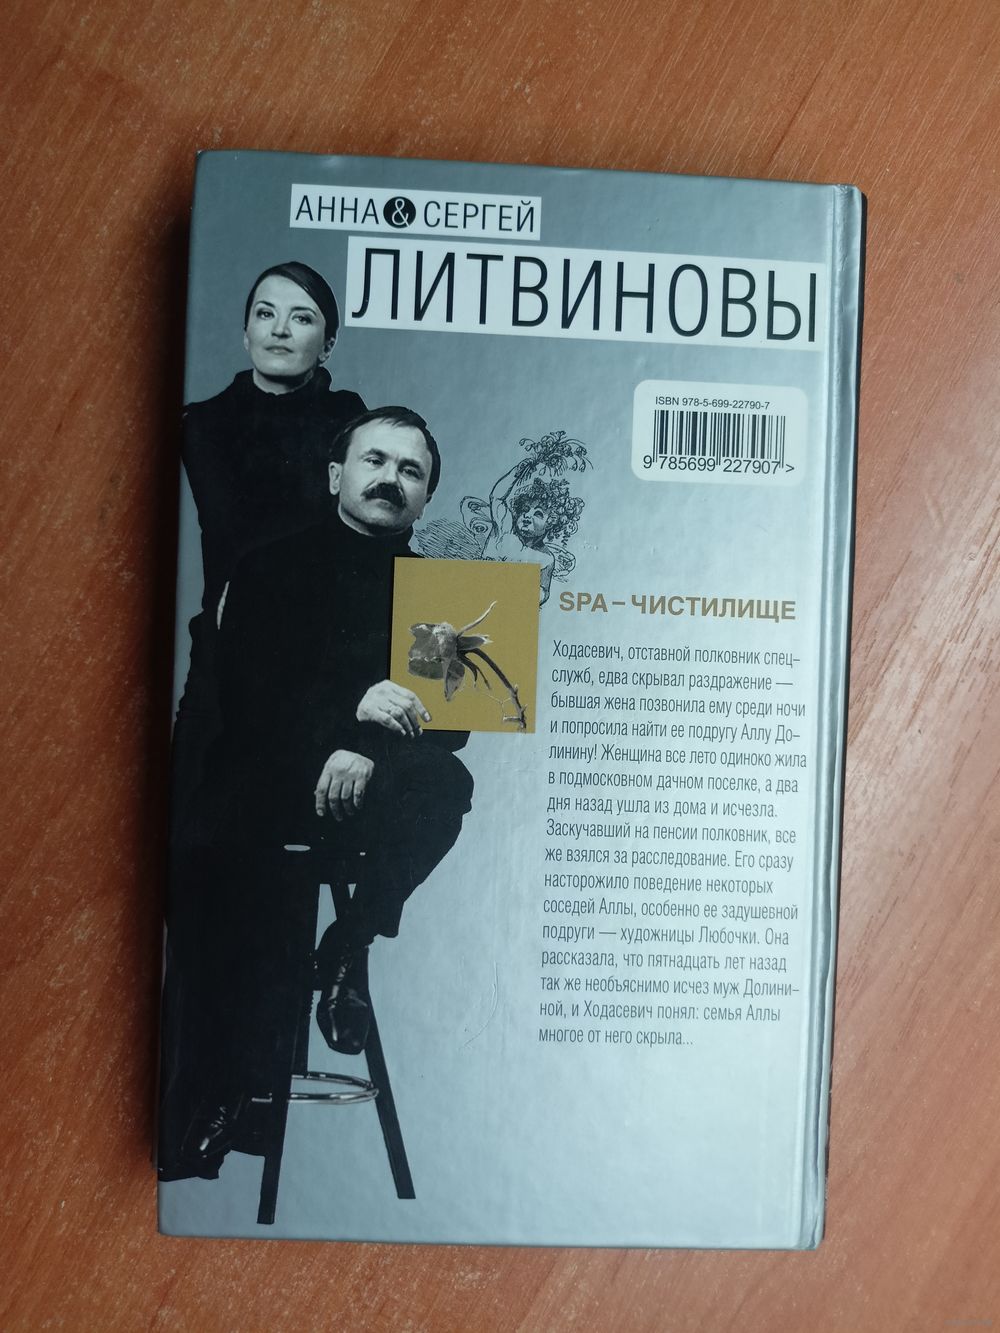 АННА & СЕРГЕЙ
ЛИТВИНОВЫ
ISBN 978-5-699-22790-7
9 785699 227907 >
SPA – ЧИСТИЛИЩЕ
Ходасевич, отставной полковник спец–
служб, едва скрывал раздражение —
бывшая жена позвонила ему среди ночи
и попросила найти ее подругу Аллу До–
линину! Женщина все лето одиноко жила
в подмосковном дачном поселке, а два
дня назад ушла из дома и исчезла.
Заскучавший на пенсии полковник, все
же взялся за расследование. Его сразу
насторожило поведение некоторых
соседей Аллы, особенно ее задушевной
подруги — художницы Любочки. Она
рассказала, что пятнадцать лет назад
так же необъяснимо исчез муж Долини–
ной, и Ходасевич понял: семья Аллы
многое от него скрыла...